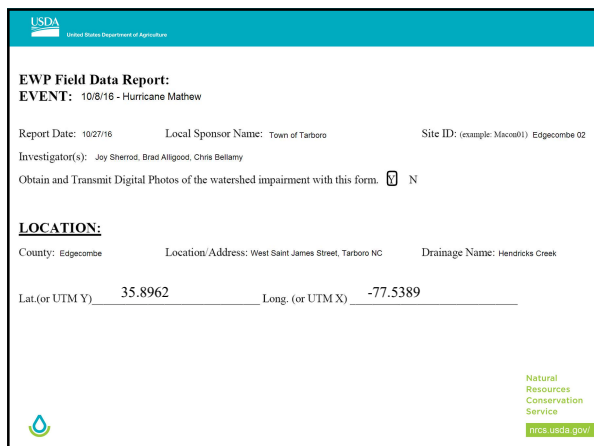 USDA
United States Department of Agriculture
EWP Field Data Report:
EVENT: 10/8/16 - Hurricane Mathew
Report Date: 10/27/16 Local Sponsor Name: Town of Tarboro Site ID: (example: Macon01) Edgecombe 02
Investigator(s): Joy Sherrod, Brad Alligood, Chris Bellamy
Obtain and Transmit Digital Photos of the watershed impairment with this form. Y N
LOCATION:
County: Edgecombe Location/Address: West Saint James Street, Tarboro NC Drainage Name: Hendricks Creek
Lat.(or UTM Y) 35.8962 Long. (or UTM X) -77.5389
Natural
Resources
Conservation
Service
nrcs.usda.gov/